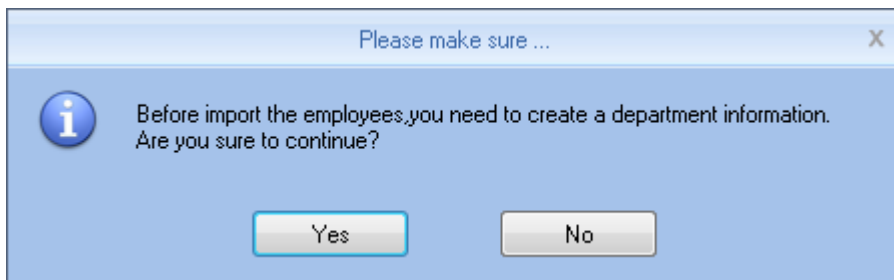 Please make sure ...
X
Before import the employees,you need to create a department information.
Are you sure to continue?
Yes
No